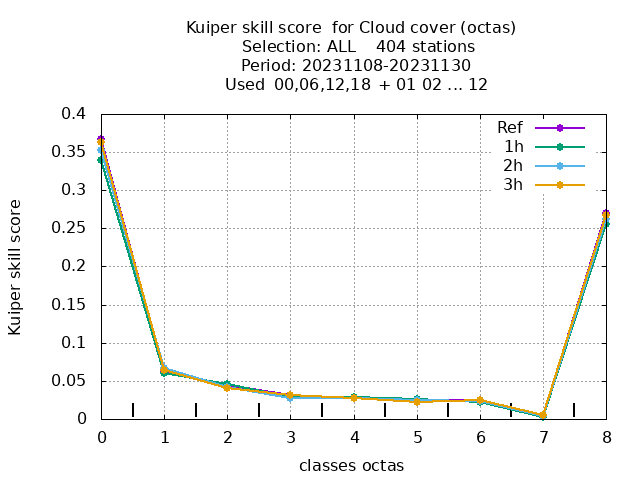 Kuiper skill score  for Cloud cover (octas)
Selection: ALL    404 stations
Period: 20231108-20231130
Used  00,06,12,18 + 01 02 ... 12
Ref
1h
2h
3h
0.4
0.35
0.3
0.25
0.2
0.15
0.1
0.05
0
Kuiper skill score
0 1 2 3 4 5 6 7 8
classes octas